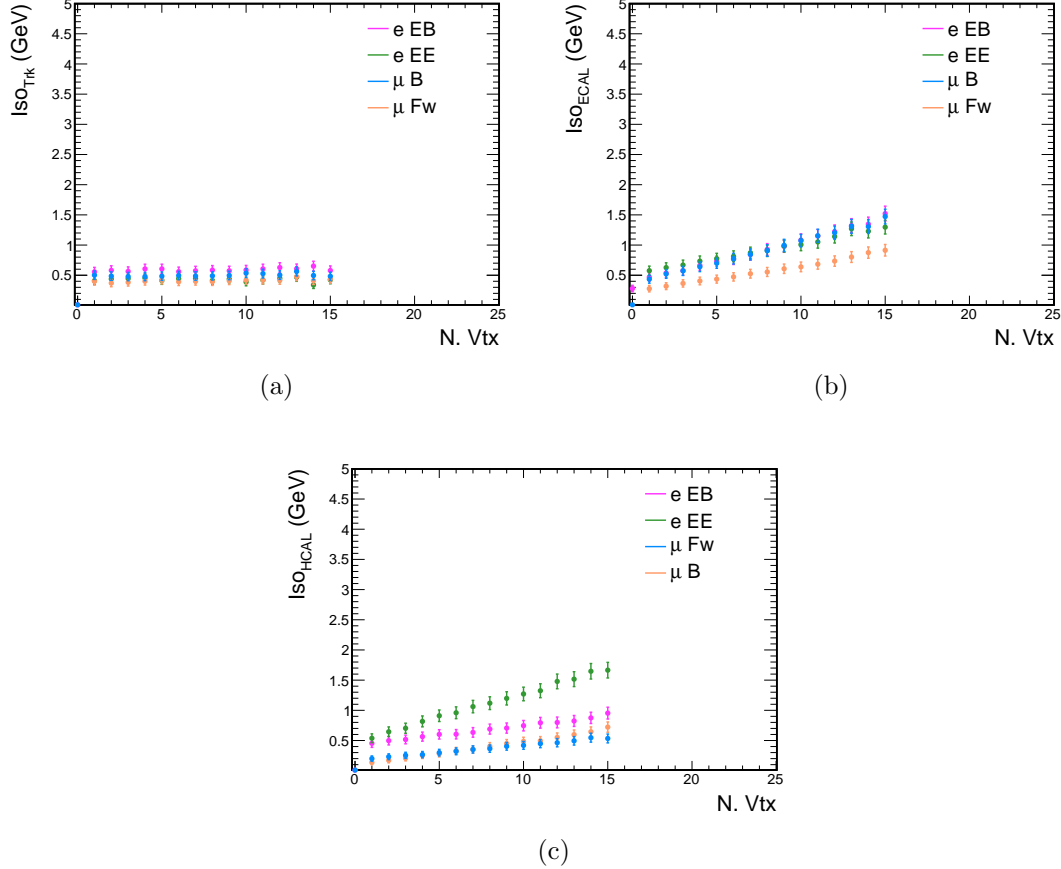 Iso_Trk (GeV)
5
4.5
4
3.5
3
2.5
2
1.5
1
0.5
0
5
10
15
20
25
N. Vtx
e EB
e EE
μ B
μ Fw
(a)
Iso_ECAL (GeV)
5
4.5
4
3.5
3
2.5
2
1.5
1
0.5
0
5
10
15
20
25
N. Vtx
e EB
e EE
μ B
μ Fw
(b)
Iso_HCAL (GeV)
5
4.5
4
3.5
3
2.5
2
1.5
1
0.5
0
5
10
15
20
25
N. Vtx
e EB
e EE
μ Fw
μ B
(c)